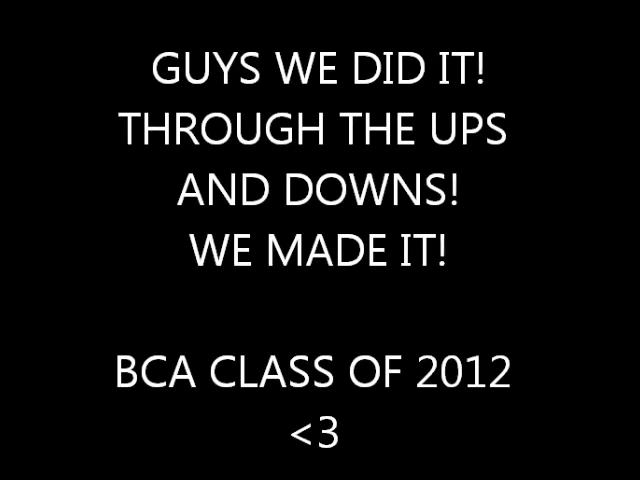 GUYS WE DID IT!
THROUGH THE UPS
AND DOWNS!
WE MADE IT!
BCA CLASS OF 2012
<3